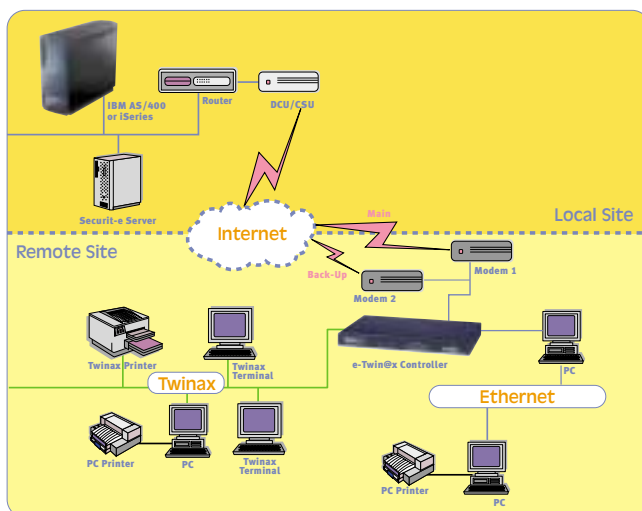 IBM AS/400
or iSeries
Router
DCU/CSU
Securit-e Server
Internet
Main
Local Site
Remote Site
Back-Up
Modem 1
Modem 2
Twinax Printer
Twinax
Terminal
e-Twin@x Controller
PC
Twinax
Ethernet
PC Printer
PC
Twinax
Terminal
PC Printer
PC